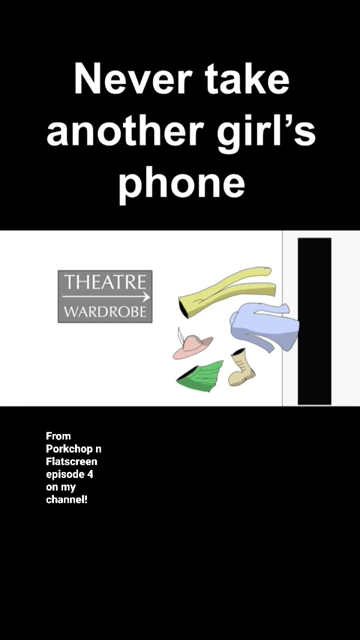 Never take
another girl’s
phone
THEATRE
WARDROBE
From
Porkchop n
Flatscreen
episode 4
on my
channel!